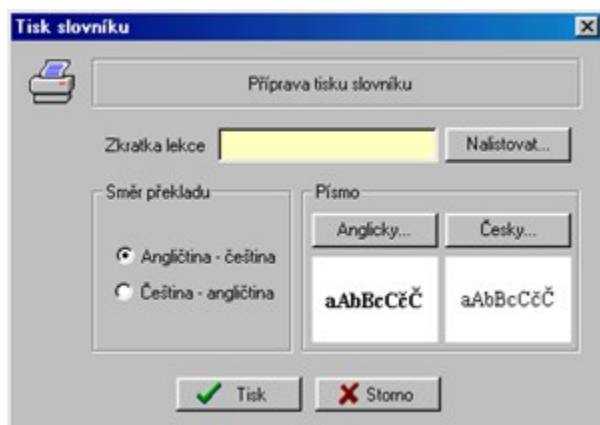 Tisk slovníku
Příprava tisku slovníku
Zkratka lekce
Nalistovat...
Směr překladu
Angličtina - čeština
Čeština - angličtina
Písmo
Anglicky...
Česky...
aAbBcCčČ
aAbBcCčČ
Tisk
Storno